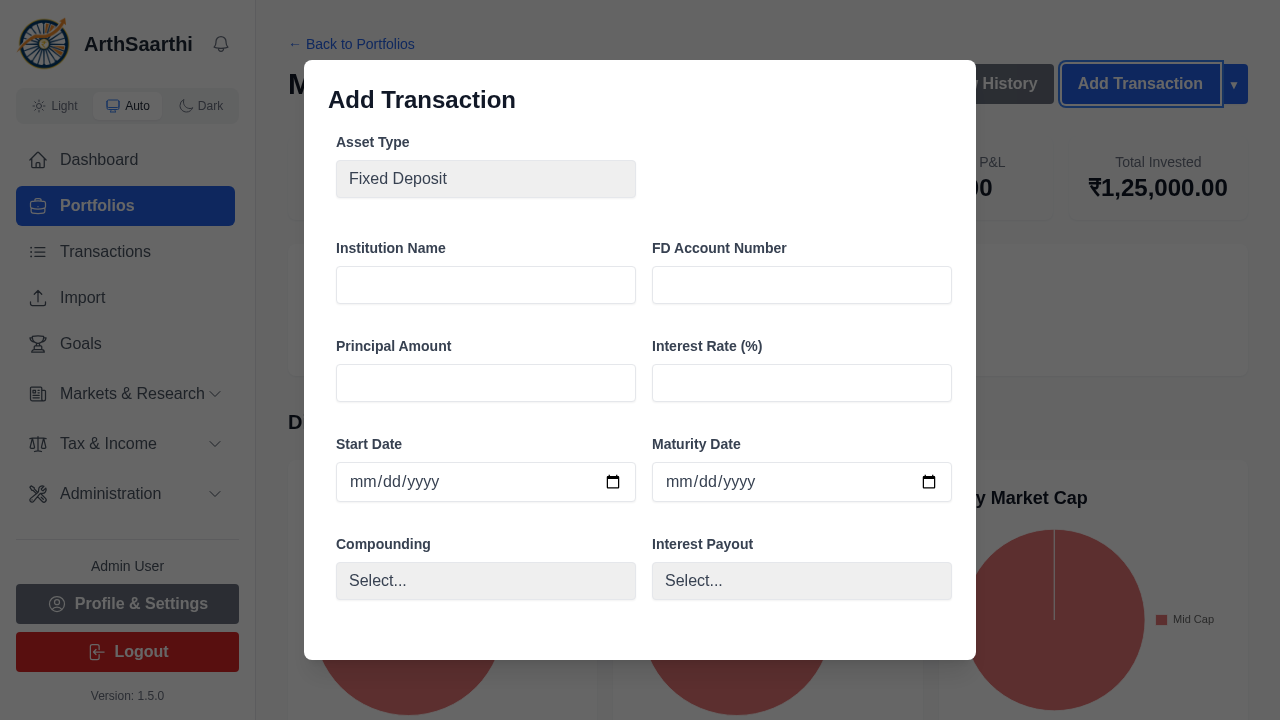 ArthSaarthi
Light
Auto
Dark
Dashboard
Portfolios
Transactions
Import
Goals
Markets & Research
Tax & Income
Administration
Admin User
Profile & Settings
Logout
Version: 1.5.0
← Back to Portfolios
M
History
Add Transaction
▼
P&L
Total Invested
00
₹1,25,000.00
D
y Market Cap
Mid Cap
Add Transaction
Asset Type
Fixed Deposit
Institution Name
FD Account Number
Principal Amount
Interest Rate (%)
Start Date
Maturity Date
mm/dd/yyyy
mm/dd/yyyy
Compounding
Interest Payout
Select...
Select...